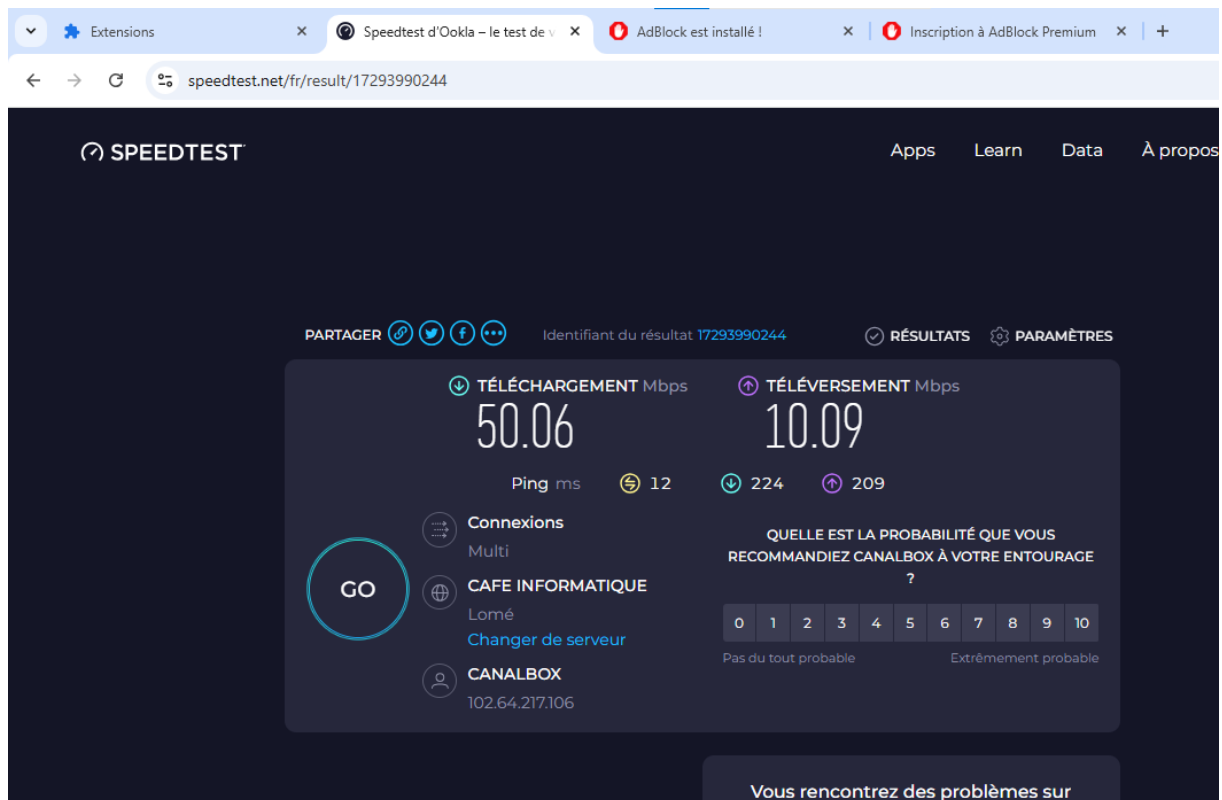 Extensions
Speedtest d'Ookla – le test de v
AdBlock est installé !
Inscription à AdBlock Premium
speedtest.net/fr/result/17293990244
SPEEDTEST
Apps Learn Data À propos
PARTAGER Identifiant du résultat 17293990244 RÉSULTATS PARAMÈTRES
TÉLÉCHARGEMENT Mbps
50.06
TÉLÉVERSEMENT Mbps
10.09
Ping ms 12 224 209
GO
Connexions
Multi
CAFE INFORMATIQUE
Lomé
Changer de serveur
CANALBOX
102.64.217.106
QUELLE EST LA PROBABILITÉ QUE VOUS
RECOMMANDIEZ CANALBOX À VOTRE ENTOURAGE
?
0 1 2 3 4 5 6 7 8 9 10
Pas du tout probable Extrêmement probable
Vous rencontrez des problèmes sur